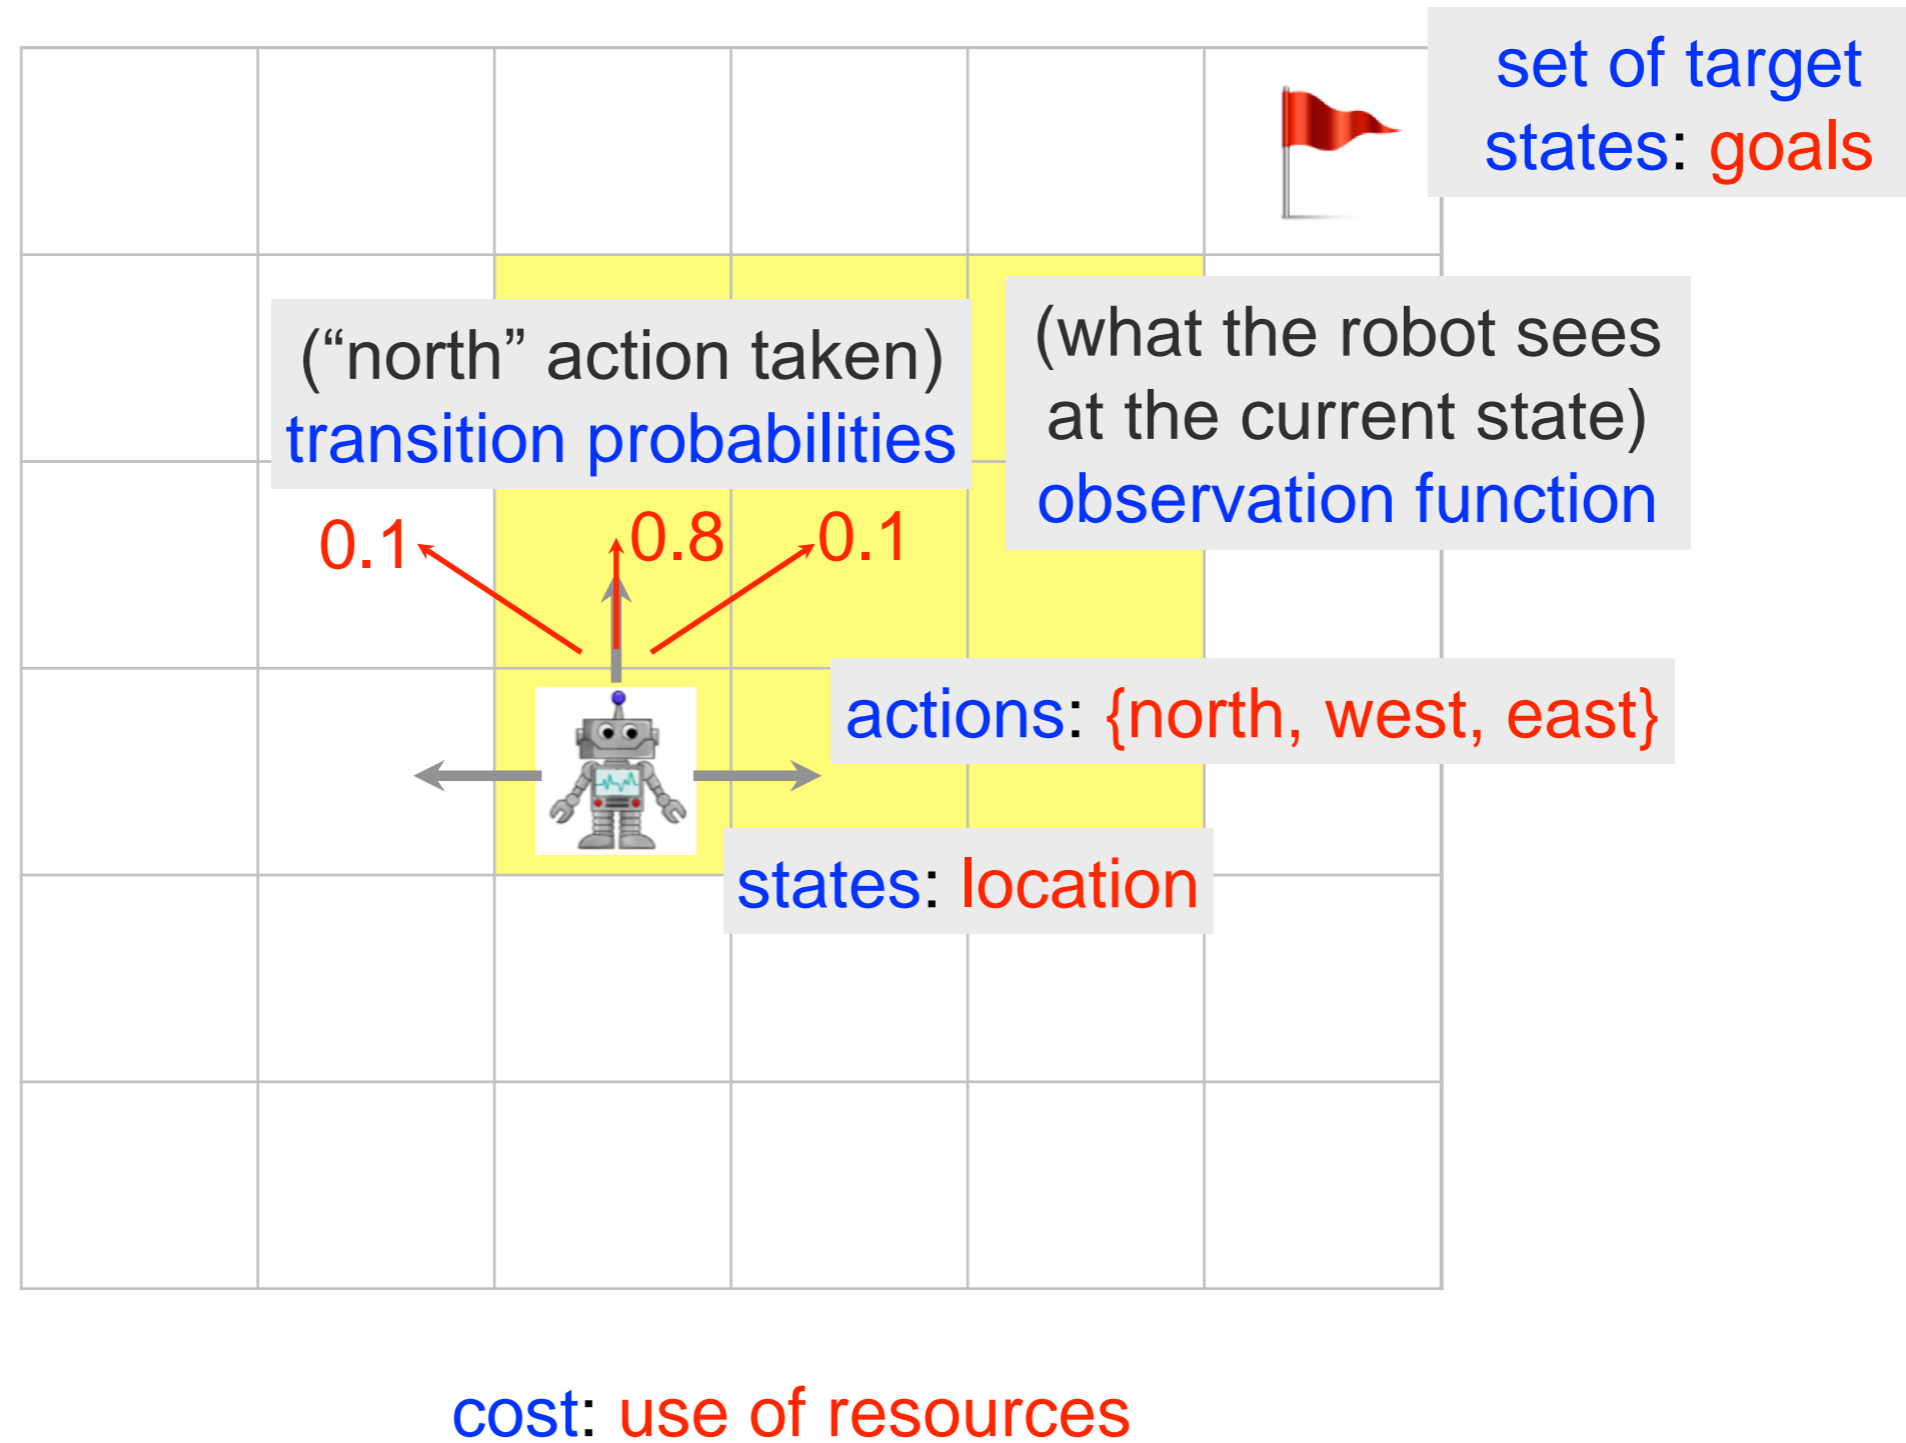 set of target
states: goals
(“north” action taken)
transition probabilities
(what the robot sees
at the current state)
observation function
0.1
0.8
0.1
actions: {north, west, east}
states: location
cost: use of resources